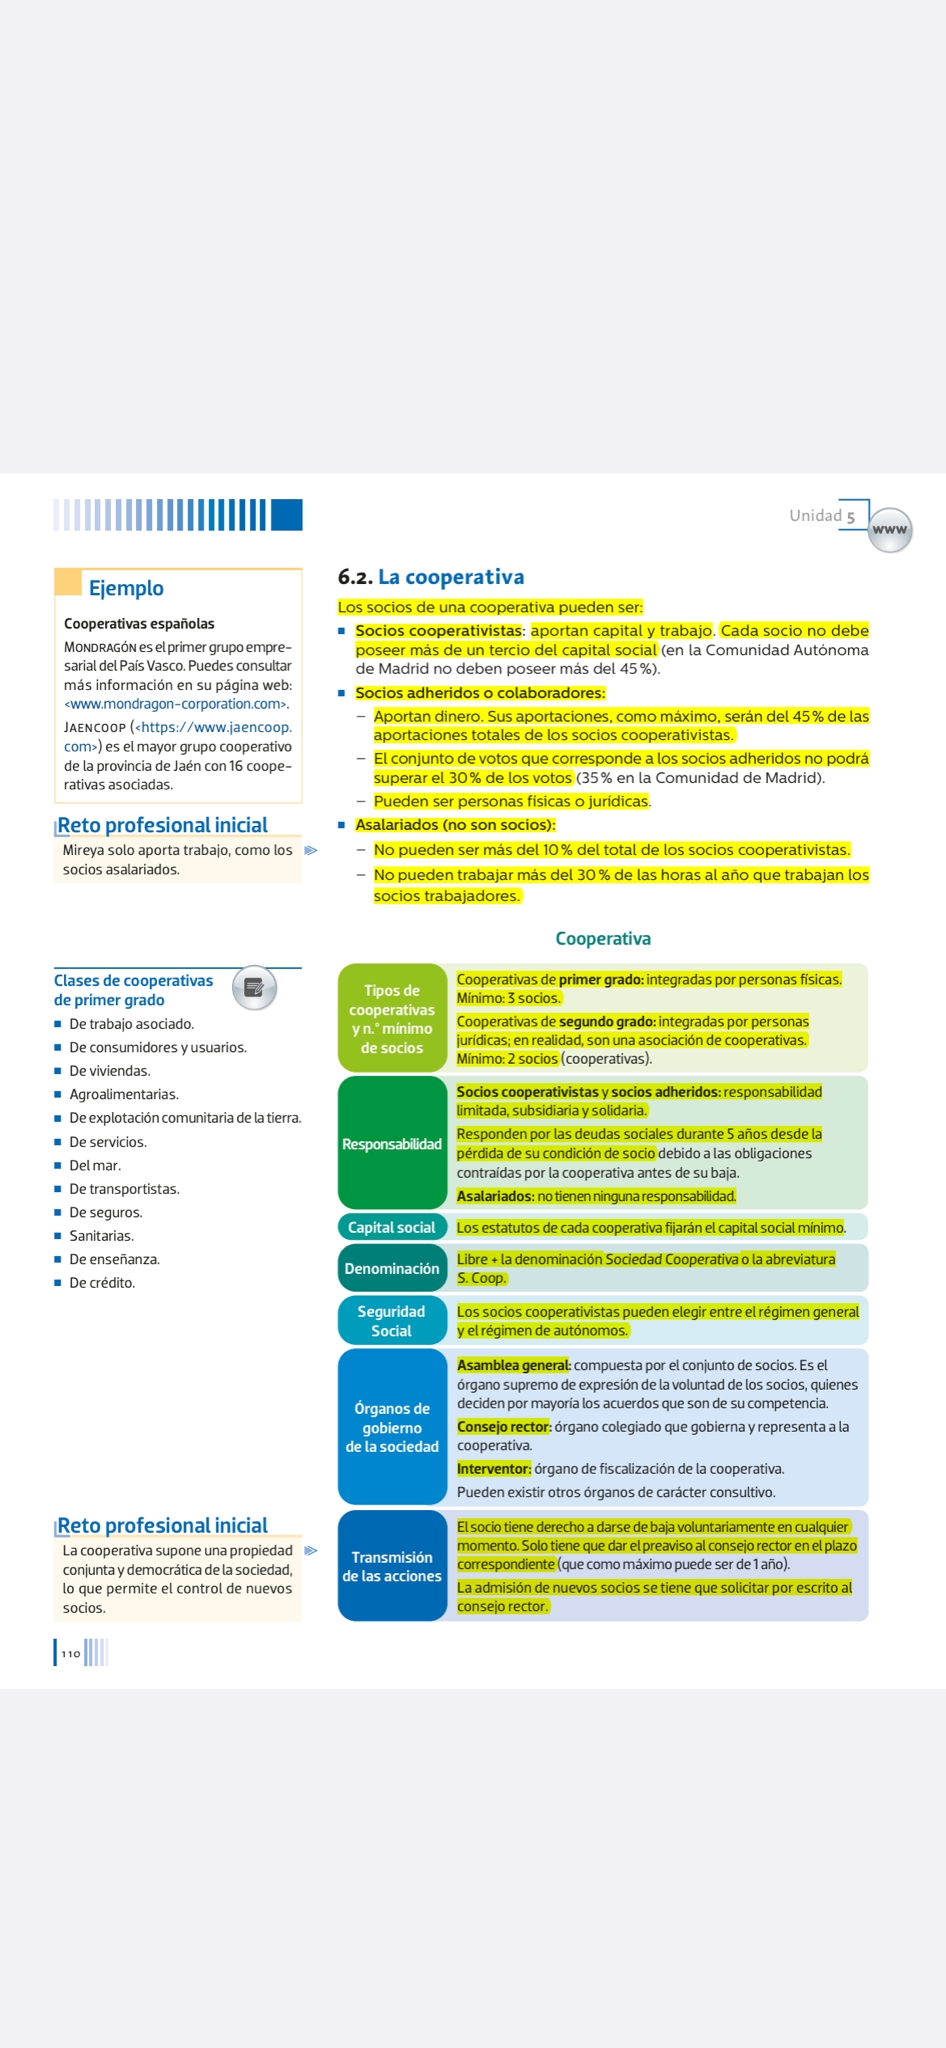 Unidad 5
www
Ejemplo
Cooperativas españolas
MONDRAGÓN es el primer grupo empre-
sarial del País Vasco. Puedes consultar
más información en su página web:
<www.mondragon-corporation.com>.
JAENCOOP (<https://www.jaencoop.
com>) es el mayor grupo cooperativo
de la provincia de Jaén con 16 coope-
rativas asociadas.
Reto profesional inicial
Mireya solo aporta trabajo, como los
socios asalariados.
6.2. La cooperativa
Los socios de una cooperativa pueden ser:
■ Socios cooperativistas: aportan capital y trabajo. Cada socio no debe
poseer más de un tercio del capital social (en la Comunidad Autónoma
de Madrid no deben poseer más del 45 %).
■ Socios adheridos o colaboradores:
– Aportan dinero. Sus aportaciones, como máximo, serán del 45 % de las
aportaciones totales de los socios cooperativistas.
– El conjunto de votos que corresponde a los socios adheridos no podrá
superar el 30 % de los votos (35 % en la Comunidad de Madrid).
– Pueden ser personas físicas o jurídicas.
■ Asalariados (no son socios):
– No pueden ser más del 10 % del total de los socios cooperativistas.
– No pueden trabajar más del 30 % de las horas al año que trabajan los
socios trabajadores.
Clases de cooperativas
de primer grado
■ De trabajo asociado.
■ De consumidores y usuarios.
■ De viviendas.
■ Agroalimentarias.
■ De explotación comunitaria de la tierra.
■ De servicios.
■ Del mar.
■ De transportistas.
■ De seguros.
■ Sanitarias.
■ De enseñanza.
■ De crédito.
Cooperativa
Tipos de
cooperativas
y n.º mínimo
de socios
Cooperativas de primer grado: integradas por personas físicas.
Mínimo: 3 socios.
Cooperativas de segundo grado: integradas por personas
jurídicas; en realidad, son una asociación de cooperativas.
Mínimo: 2 socios (cooperativas).
Responsabilidad
Socios cooperativistas y socios adheridos: responsabilidad
limitada, subsidiaria y solidaria.
Responden por las deudas sociales durante 5 años desde la
pérdida de su condición de socio debido a las obligaciones
contraídas por la cooperativa antes de su baja.
Asalariados: no tienen ninguna responsabilidad.
Capital social
Los estatutos de cada cooperativa fijarán el capital social mínimo.
Denominación
Libre + la denominación Sociedad Cooperativa o la abreviatura
S. Coop.
Seguridad
Social
Los socios cooperativistas pueden elegir entre el régimen general
y el régimen de autónomos.
Órganos de
gobierno
de la sociedad
Asamblea general: compuesta por el conjunto de socios. Es el
órgano supremo de expresión de la voluntad de los socios, quienes
deciden por mayoría los acuerdos que son de su competencia.
Consejo rector: órgano colegiado que gobierna y representa a la
cooperativa.
Interventor: órgano de fiscalización de la cooperativa.
Pueden existir otros órganos de carácter consultivo.
Reto profesional inicial
La cooperativa supone una propiedad
conjunta y democrática de la sociedad,
lo que permite el control de nuevos
socios.
Transmisión
de las acciones
El socio tiene derecho a darse de baja voluntariamente en cualquier
momento. Solo tiene que dar el preaviso al consejo rector en el plazo
correspondiente (que como máximo puede ser de 1 año).
La admisión de nuevos socios se tiene que solicitar por escrito al
consejo rector.
110